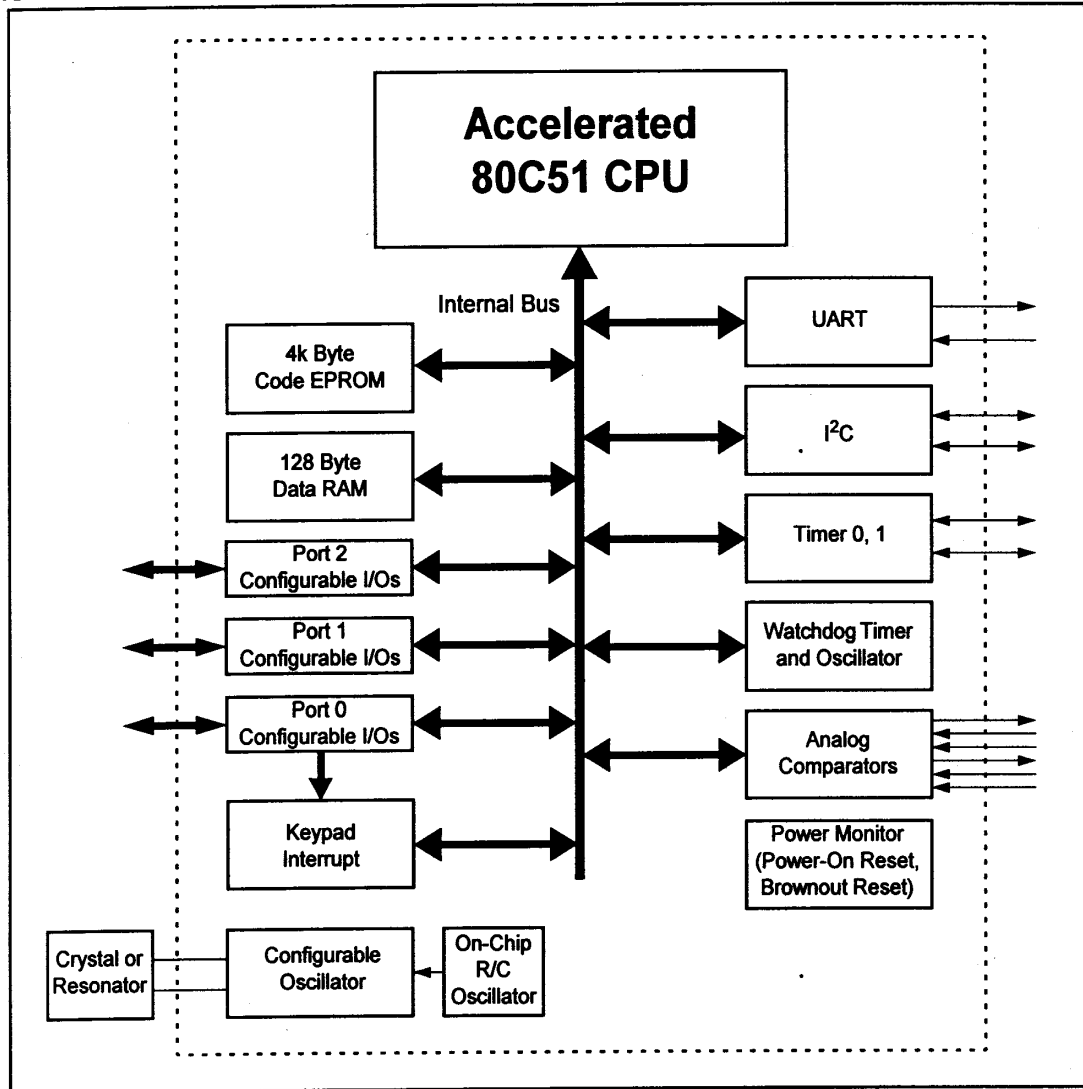 Accelerated
80C51 CPU
Internal Bus
4k Byte
Code EPROM
128 Byte
Data RAM
Port 2
Configurable I/Os
Port 1
Configurable I/Os
Port 0
Configurable I/Os
Keypad
Interrupt
Crystal or
Resonator
Configurable
Oscillator
On-Chip
R/C
Oscillator
UART
I²C
Timer 0, 1
Watchdog Timer
and Oscillator
Analog
Comparators
Power Monitor
(Power-On Reset,
Brownout Reset)